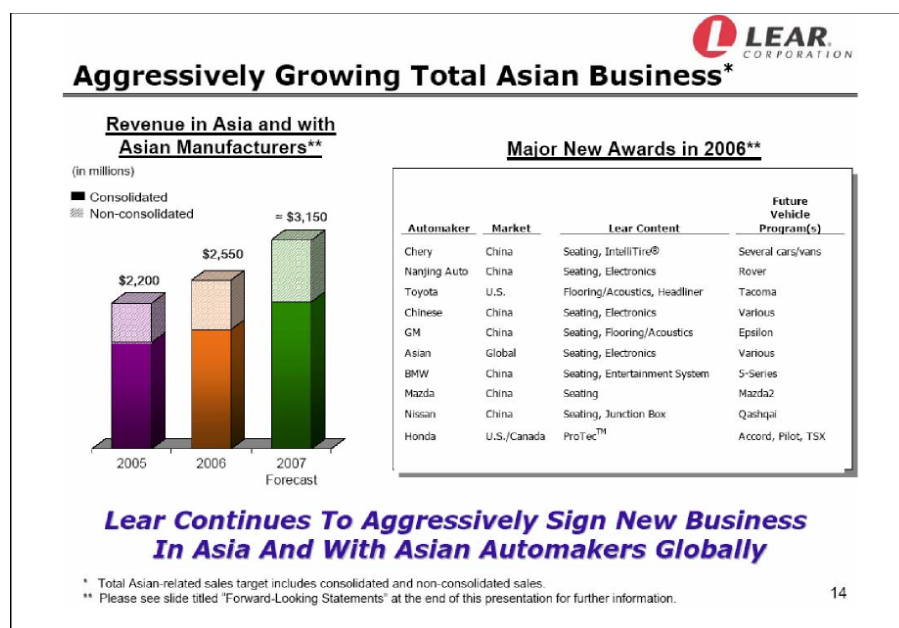 LEAR®
CORPORATION
Aggressively Growing Total Asian Business*
Revenue in Asia and with
Asian Manufacturers**
(in millions)
Consolidated
Non-consolidated
$2,200
$2,550
≈ $3,150
2005
2006
2007
Forecast
Major New Awards in 2006**
Automaker Market Lear Content Future Vehicle Program(s)
Chery China Seating, IntelliTire® Several cars/vans
Nanjing Auto China Seating, Electronics Rover
Toyota U.S. Flooring/Acoustics, Headliner Tacoma
Chinese China Seating, Electronics Various
GM China Seating, Flooring/Acoustics Epsilon
Asian Global Seating, Electronics Various
BMW China Seating, Entertainment System 5-Series
Mazda China Seating Mazda2
Nissan China Seating, Junction Box Qashqai
Honda U.S./Canada ProTec™ Accord, Pilot, TSX
Lear Continues To Aggressively Sign New Business
In Asia And With Asian Automakers Globally
* Total Asian-related sales target includes consolidated and non-consolidated sales.
** Please see slide titled “Forward-Looking Statements” at the end of this presentation for further information.
14